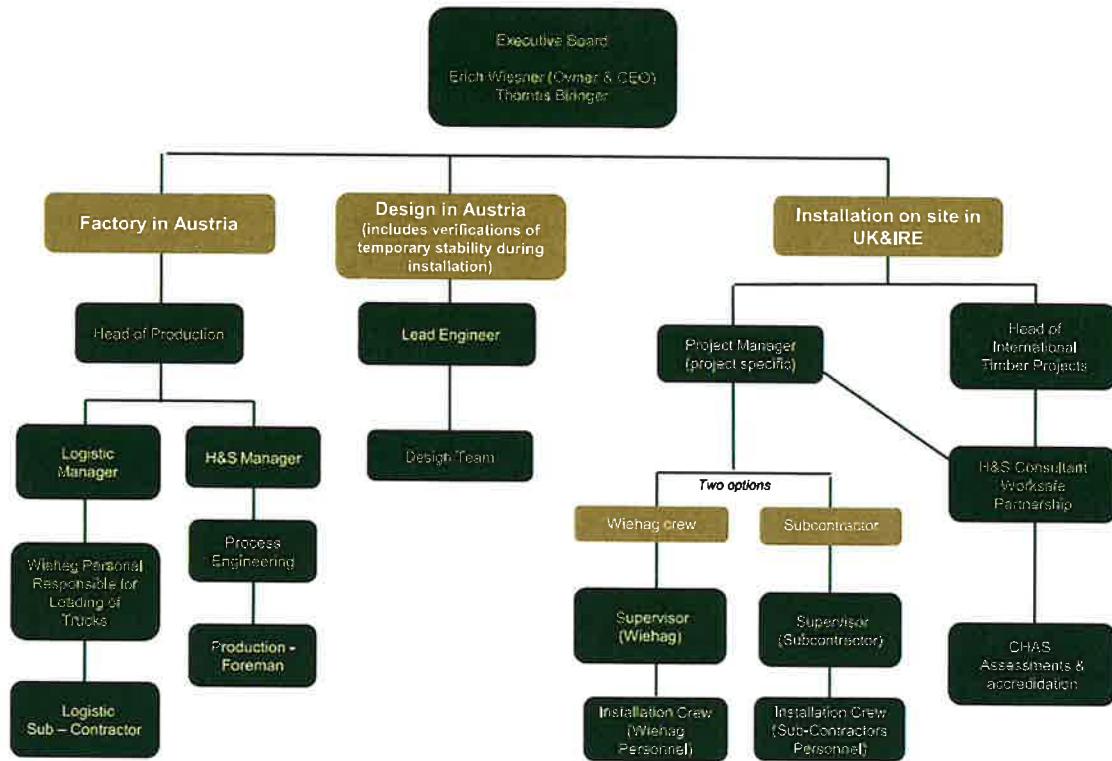 Executive Board
Erich Wiesner (Owner & CEO)
Biringer
Factory in Austria
Design in Austria
(includes verifications of
temporary stability during
installation)
Installation on site in
UK&IRE
Head of Production
Lead Engineer
Project Manager
(project specific)
Head of
International
Timber Projects
Logistic
Manager
H&S Manager
Design Team
H&S Consultant
Worksafe
Partnership
Two options
Wiehag crew
Subcontractor
Wiehag Personal
Responsible for
Loading of
Trucks
Process
Engineering
Supervisor
(Wiehag)
Supervisor
(Subcontractor)
Production -
Foreman
CHAS
Assessments &
accredidation
Logistic
Sub – Contractor
Installation Crew
(Wiehag
Personnel)
Installation Crew
(Sub-Contractors
Personnel)